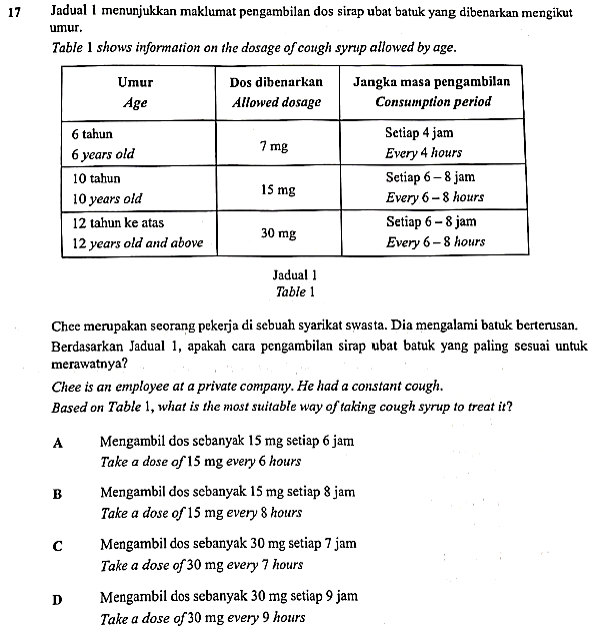 17 Jadual 1 menunjukkan maklumat pengambilan dos sirap ubat batuk yang dibenarkan mengikut
umur.
Table 1 shows information on the dosage of cough syrup allowed by age.
Umur Dos dibenarkan Jangka masa pengambilan
Age Allowed dosage Consumption period
6 tahun Setiap 4 jam
7 mg
6 years old Every 4 hours
10 tahun Setiap 6 – 8 jam
15 mg
10 years old Every 6 – 8 hours
12 tahun ke atas Setiap 6 – 8 jam
30 mg
12 years old and above Every 6 – 8 hours
Jadual 1
Table 1
Chee merupakan seorang pekerja di sebuah syarikat swasta. Dia mengalami batuk berterusan.
Berdasarkan Jadual 1, apakah cara pengambilan sirap ubat batuk yang paling sesuai untuk
merawatnya?
Chee is an employee at a private company. He had a constant cough.
Based on Table 1, what is the most suitable way of taking cough syrup to treat it?
A Mengambil dos sebanyak 15 mg setiap 6 jam
Take a dose of 15 mg every 6 hours
B Mengambil dos sebanyak 15 mg setiap 8 jam
Take a dose of 15 mg every 8 hours
C Mengambil dos sebanyak 30 mg setiap 7 jam
Take a dose of 30 mg every 7 hours
D Mengambil dos sebanyak 30 mg setiap 9 jam
Take a dose of 30 mg every 9 hours